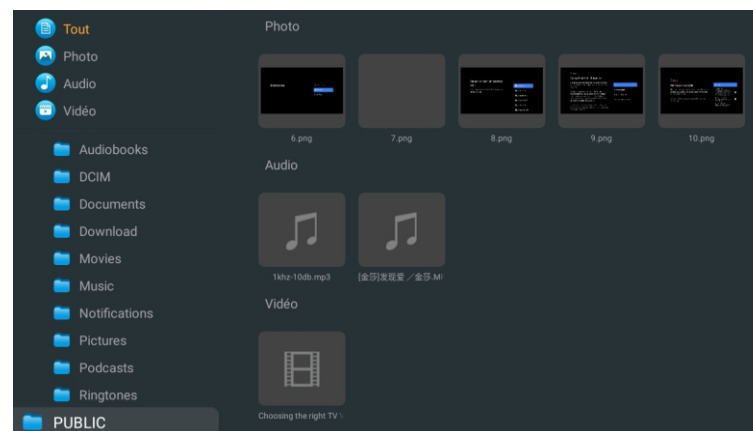 Tout
Photo
Audio
Vidéo
Audiobooks
DCIM
Documents
Download
Movies
Music
Notifications
Pictures
Podcasts
Ringtones
PUBLIC
Photo
6.png
7.png
8.png
9.png
10.png
Audio
1khz-10db.mp3
[金莎]发现爱／金莎.M
Vidéo
Choosing the right TV